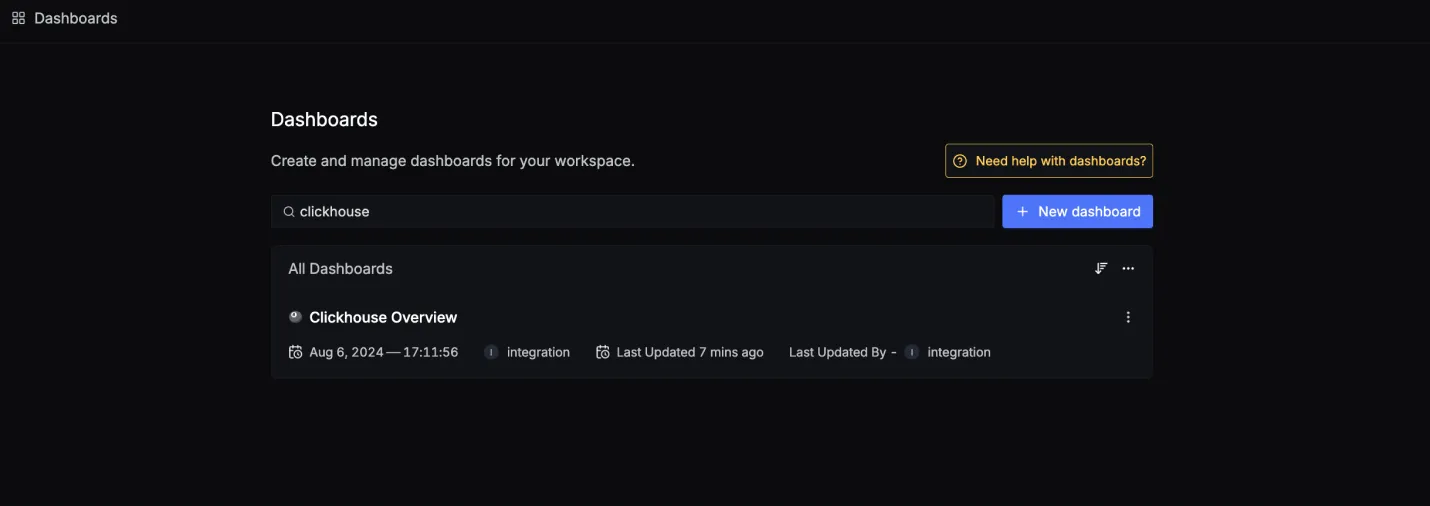 Dashboards
Dashboards
Create and manage dashboards for your workspace.
Need help with dashboards?
clickhouse
New dashboard
All Dashboards
Clickhouse Overview
Aug 6, 2024 — 17:11:56 I integration Last Updated 7 mins ago Last Updated By - I integration